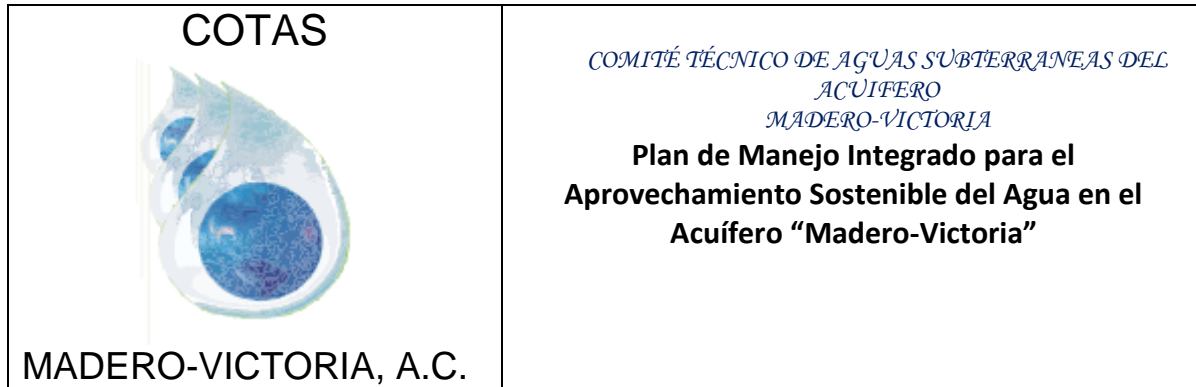 COTAS
MADERO-VICTORIA, A.C.
COMITÉ TÉCNICO DE AGUAS SUBTERRANEAS DEL
ACUIFERO
MADERO-VICTORIA
Plan de Manejo Integrado para el
Aprovechamiento Sostenible del Agua en el
Acuífero “Madero-Victoria”